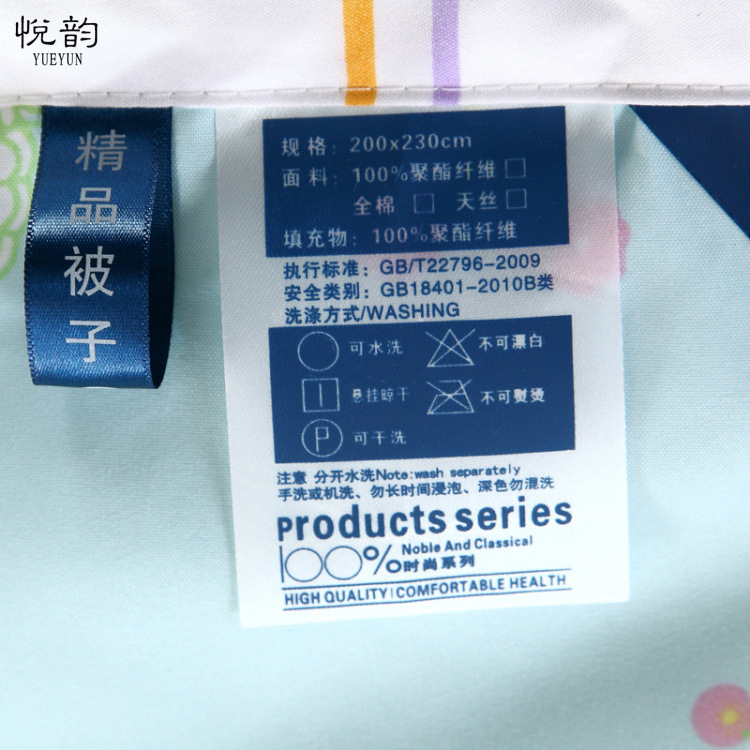 悦韵
YUEYUN
精品被子
规格：200x230cm
面料：100%聚酯纤维□
全棉 □ 天丝□
填充物：100%聚酯纤维
执行标准：GB/T22796-2009
安全类别：GB18401-2010B类
洗涤方式/WASHING
可水洗 不可漂白
悬挂晾干 不可熨烫
P 可干洗
注意 分开水洗Note:wash separately
手洗或机洗、勿长时间浸泡、深色勿混洗
Products series
100% Noble And Classical
时尚系列
HIGH QUALITY|COMFORTABLE HEALTH